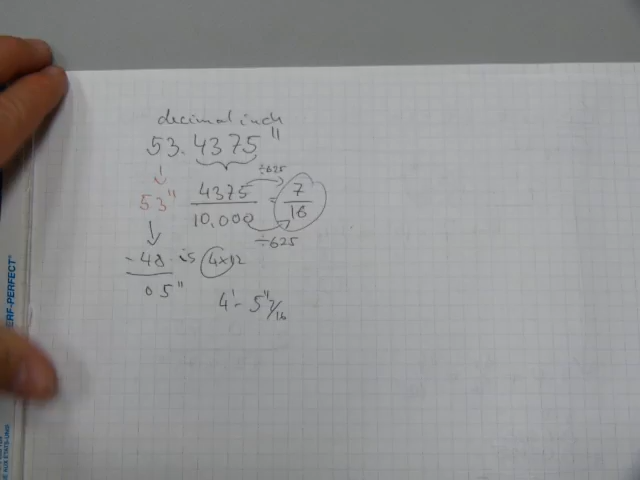 decimal inch
53.4375"
÷625
53" 4375/10,000 = 7/16
÷625
-48 is 4x12
05"
4' - 5" 7/16
ERF-PERFECT*